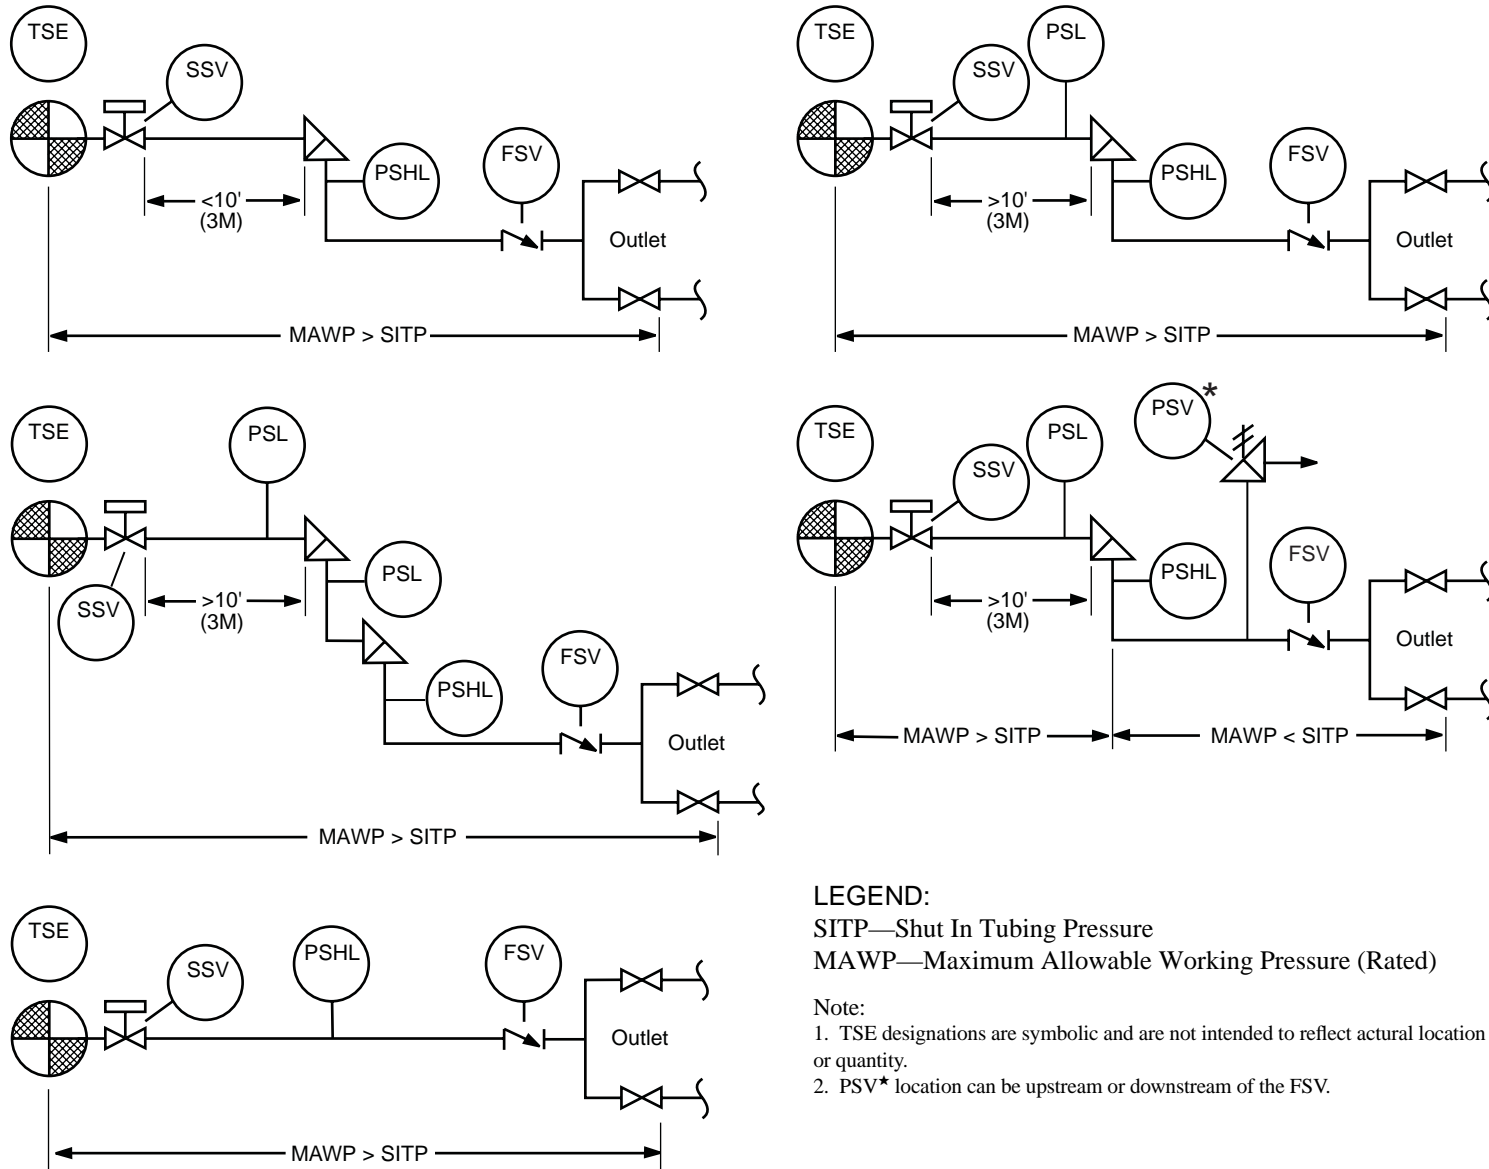 TSE
SSV
PSHL
FSV
<10'
(3M)
Outlet
MAWP > SITP
TSE
SSV
PSL
PSHL
FSV
>10'
(3M)
Outlet
MAWP > SITP
TSE
PSL
SSV
>10'
(3M)
PSL
PSHL
FSV
Outlet
MAWP > SITP
TSE
SSV
PSL
PSV *
PSHL
FSV
>10'
(3M)
Outlet
MAWP > SITP
MAWP < SITP
TSE
SSV
PSHL
FSV
Outlet
MAWP > SITP
LEGEND:
SITP—Shut In Tubing Pressure
MAWP—Maximum Allowable Working Pressure (Rated)
Note:
1. TSE designations are symbolic and are not intended to reflect actural location
or quantity.
2. PSV★ location can be upstream or downstream of the FSV.